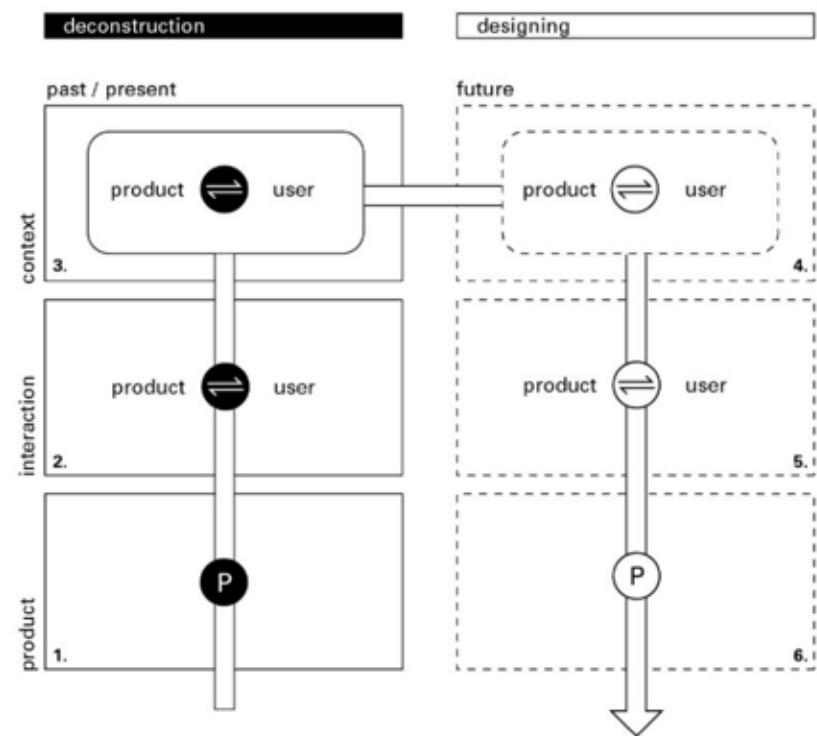 deconstruction
designing
past / present
future
context
product user
product user
3.
4.
interaction
product user
product user
2.
5.
product
P
P
1.
6.